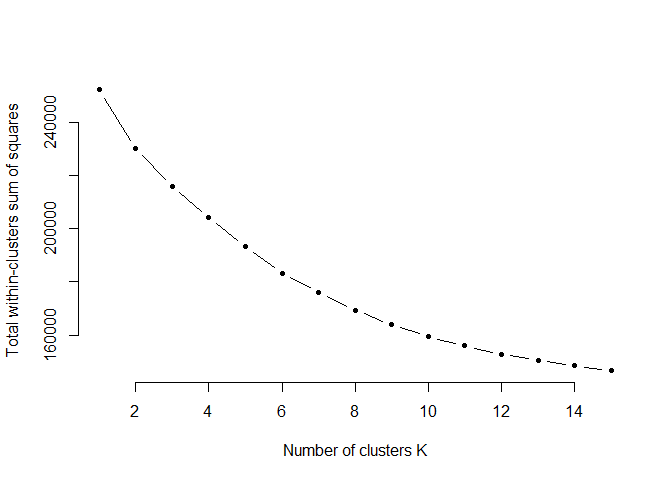 Total within-clusters sum of squares
240000
200000
160000
2 4 6 8 10 12 14
Number of clusters K